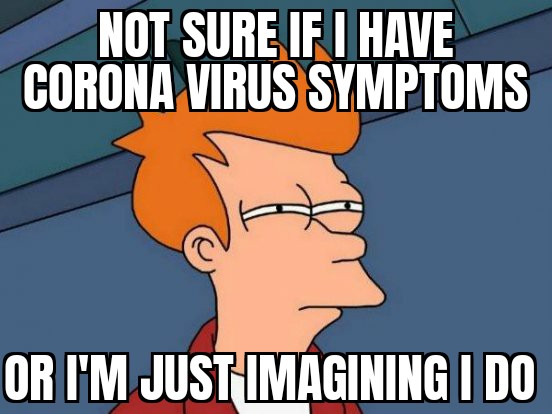 NOT SURE IF I HAVE
CORONA VIRUS SYMPTOMS
OR I'M JUST IMAGINING I DO